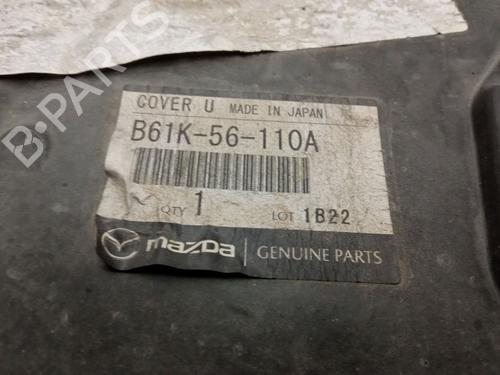 B-PARTS
COVER U MADE IN JAPAN
B61K-56-110A
QTY 1 LOT 1B22
mazda GENUINE PARTS